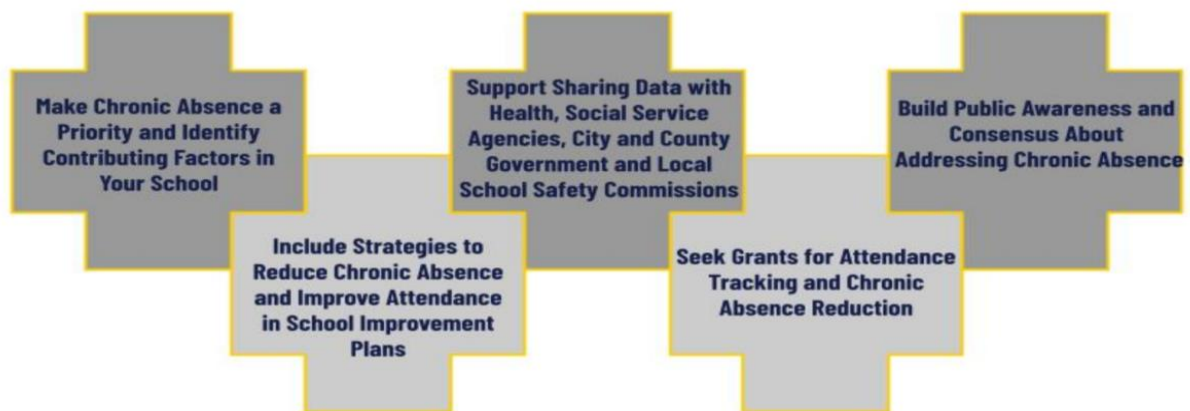 Make Chronic Absence a
Priority and Identify
Contributing Factors in
Your School
Include Strategies to
Reduce Chronic Absence
and Improve Attendance
in School Improvement
Plans
Support Sharing Data with
Health, Social Service
Agencies, City and County
Government and Local
School Safety Commissions
Seek Grants for Attendance
Tracking and Chronic
Absence Reduction
Build Public Awareness and
Consensus About
Addressing Chronic Absence